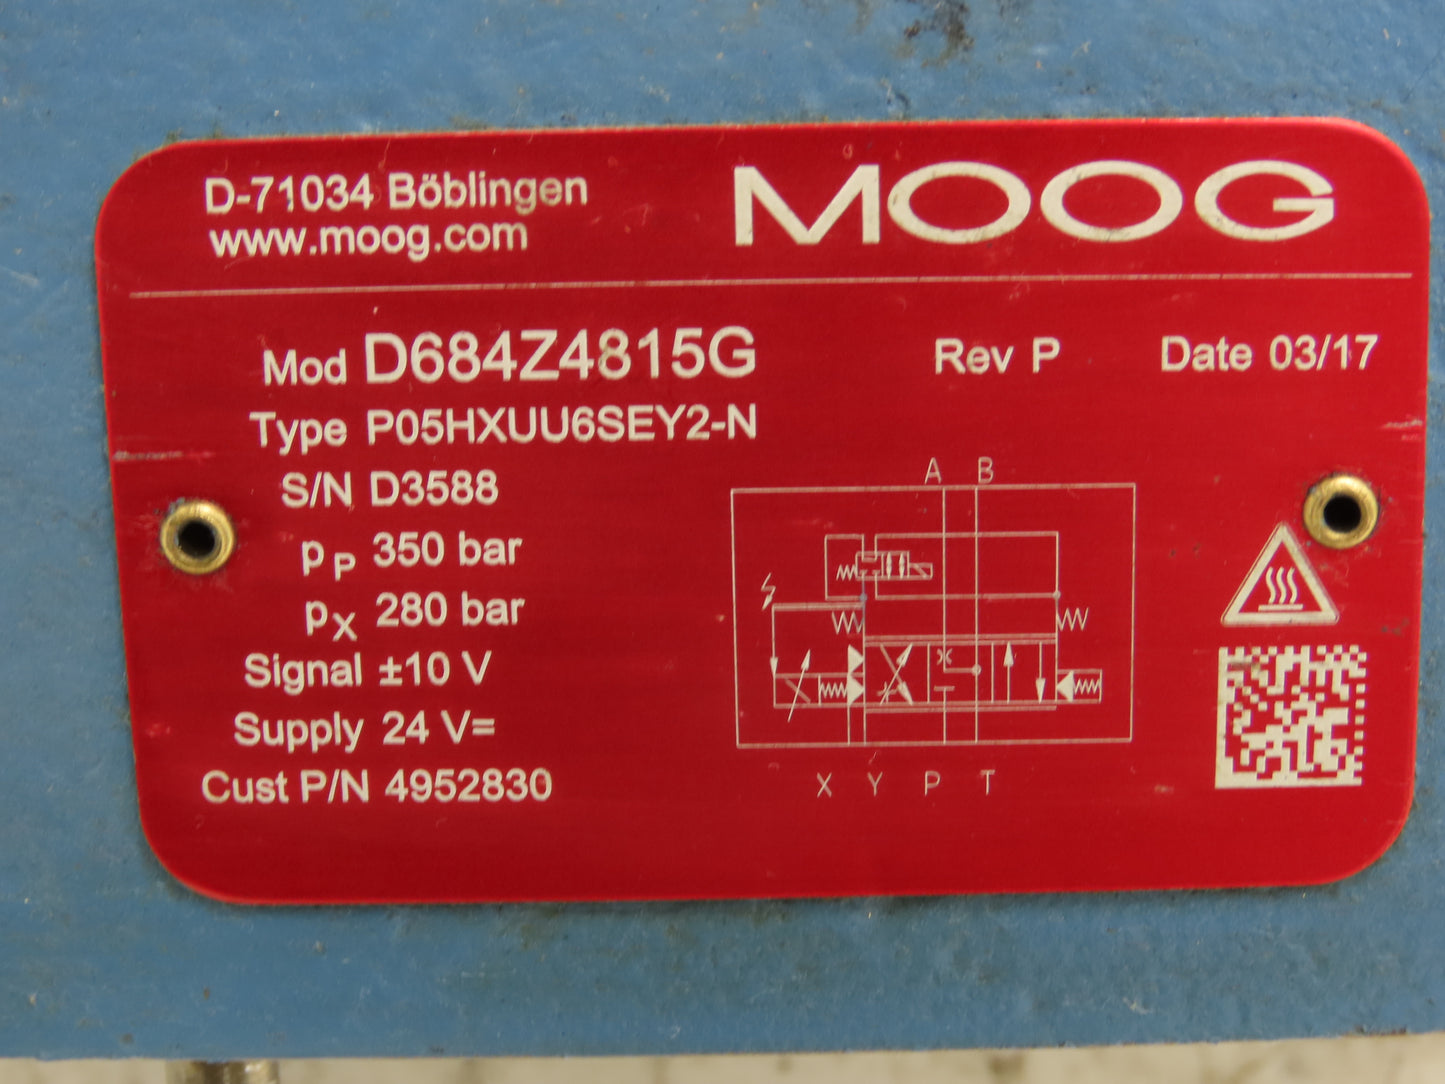 D-71034 Böblingen
www.moog.com
MOOG
Mod D684Z4815G
Rev P
Date 03/17
Type P05HXUU6SEY2-N
S/N D3588
pP 350 bar
pX 280 bar
Signal ±10 V
Supply 24 V=
Cust P/N 4952830
A B
X Y P T